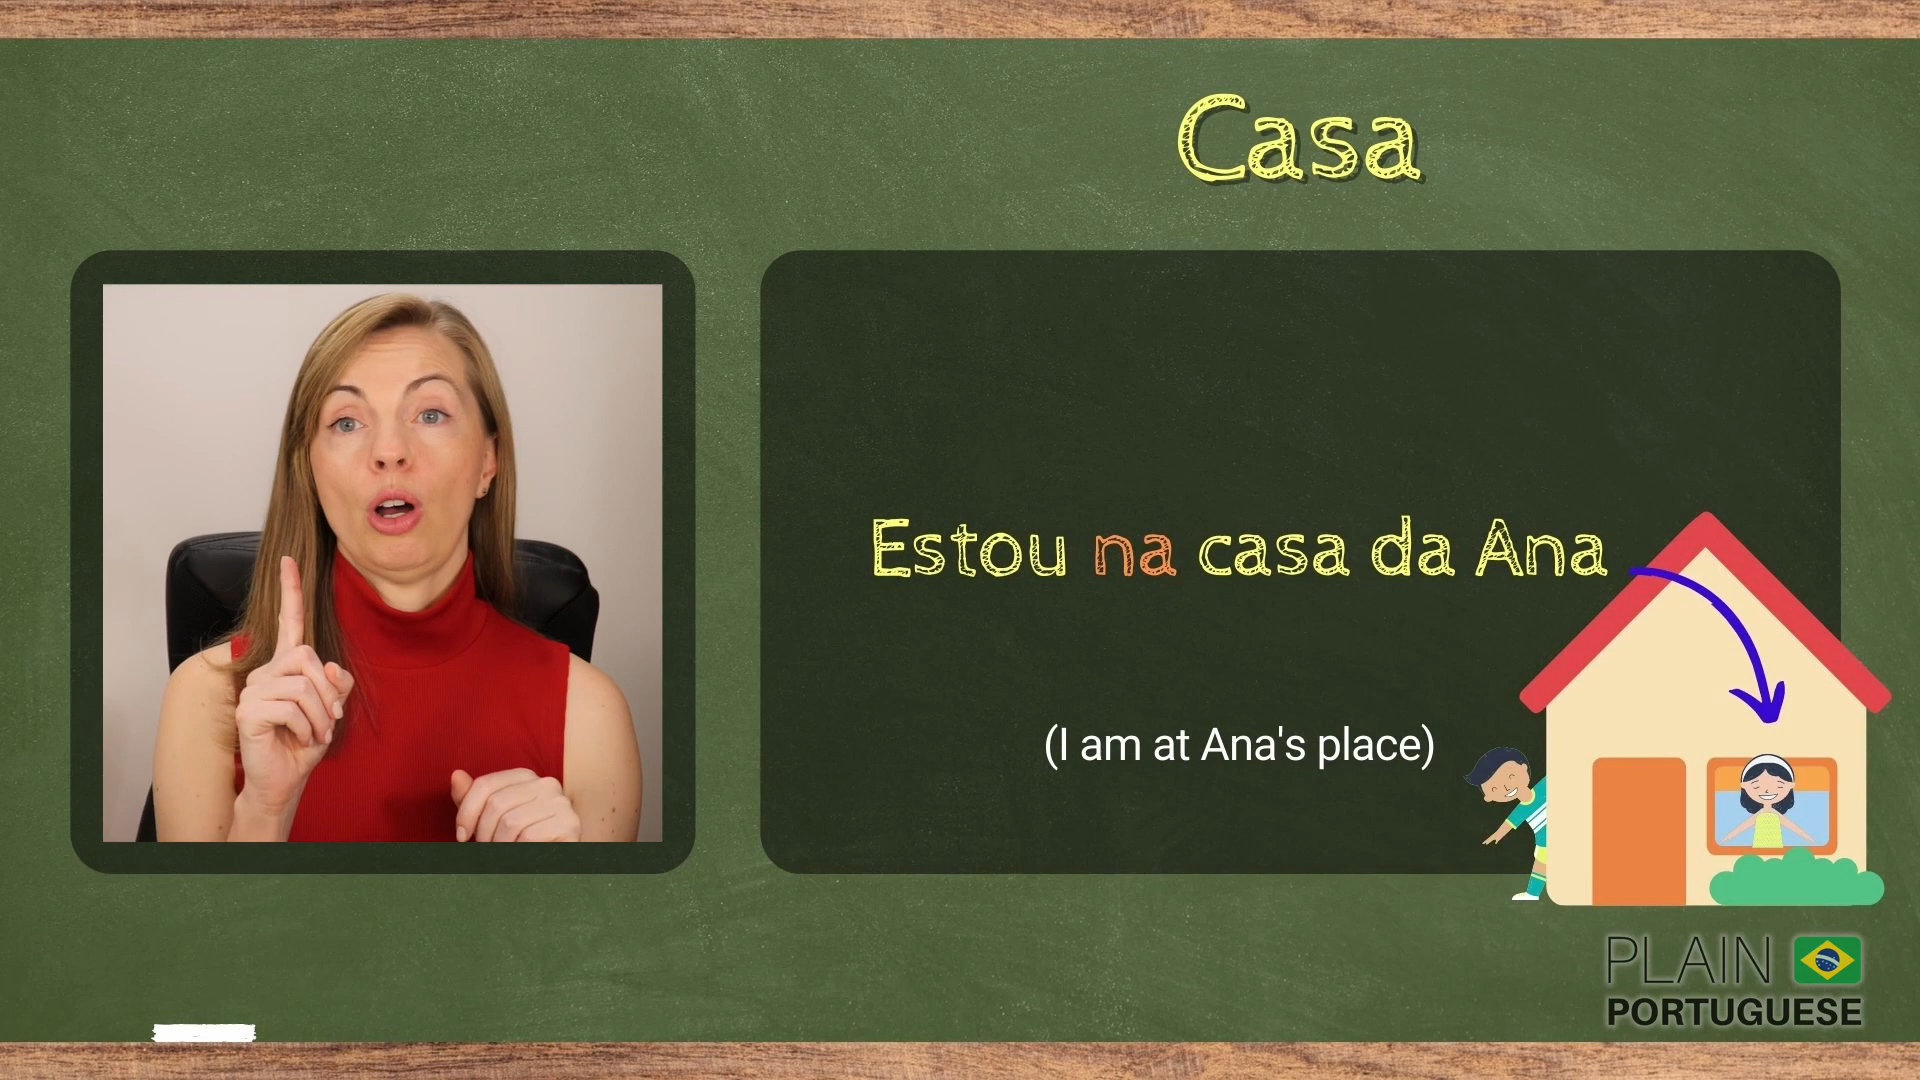 Casa
Estou na casa da Ana
(I am at Ana's place)
PLAIN
PORTUGUESE